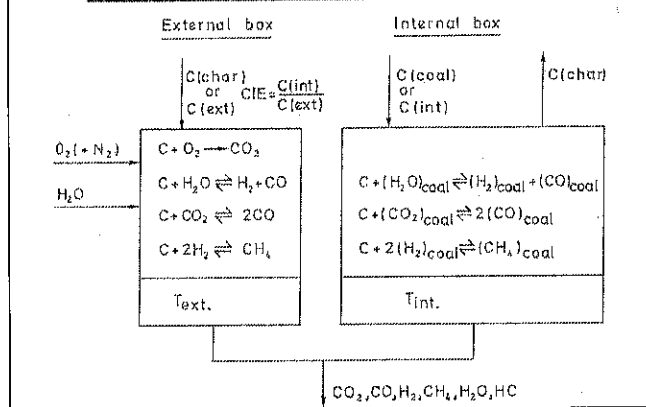 External box
Internal box
C(char)
or
C(ext)
CIE=C(int)/C(ext)
C(coal)
or
C(int)
C(char)
O₂(+N₂)
H₂O
C+O₂→CO₂
C+H₂O⇌H₂+CO
C+CO₂⇌2CO
C+2H₂⇌CH₄
Text.
C+(H₂O)coal⇌(H₂)coal+(CO)coal
C+(CO₂)coal⇌2(CO)coal
C+2(H₂)coal⇌(CH₄)coal
Tint.
CO₂,CO,H₂,CH₄,H₂O,HC